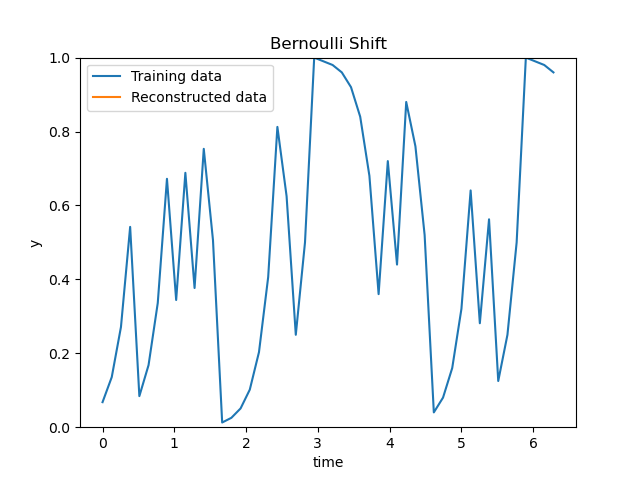 Bernoulli Shift
Training data
Reconstructed data
1.0
0.8
0.6
0.4
0.2
0.0
y
0 1 2 3 4 5 6
time